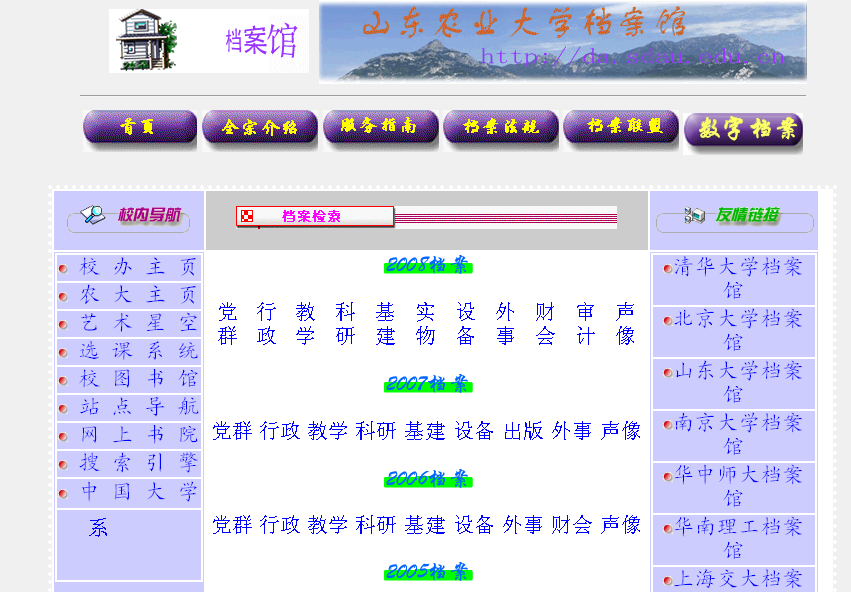 档案馆
山东农业大学档案馆
http://da.sdau.edu.cn
首页 全宗介绍 服务指南 档案法规 档案联盟 数字档案
校内导航
校办主页
农大主页
艺术星空
选课系统
校图书馆
站点导航
网上书院
搜索引擎
中国大学
系
档案检索
2008档案
党群 行政 教学 科研 基建 实物 设备 外事 财会 审计 声像
2007档案
党群 行政 教学 科研 基建 设备 出版 外事 声像
2006档案
党群 行政 教学 科研 基建 设备 外事 财会 声像
2005档案
友情链接
清华大学档案
馆
北京大学档案
馆
山东大学档案
馆
南京大学档案
馆
华中师大档案
馆
华南理工档案
馆
上海交大档案